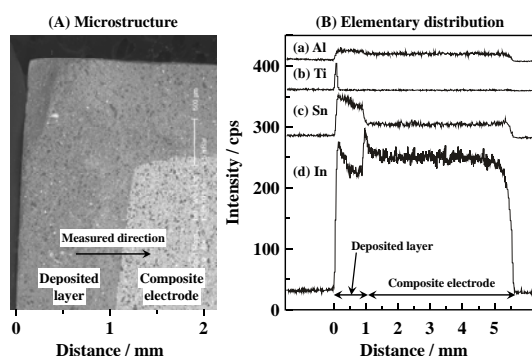 (A) Microstructure
Measured direction
Deposited
layer
Composite
electrode
0 1 2
Distance / mm
(B) Elementary distribution
Intensity / cps
400
300
200
100
0
(a) Al
(b) Ti
(c) Sn
(d) In
Deposited layer
Composite electrode
0 1 2 3 4 5
Distance / mm